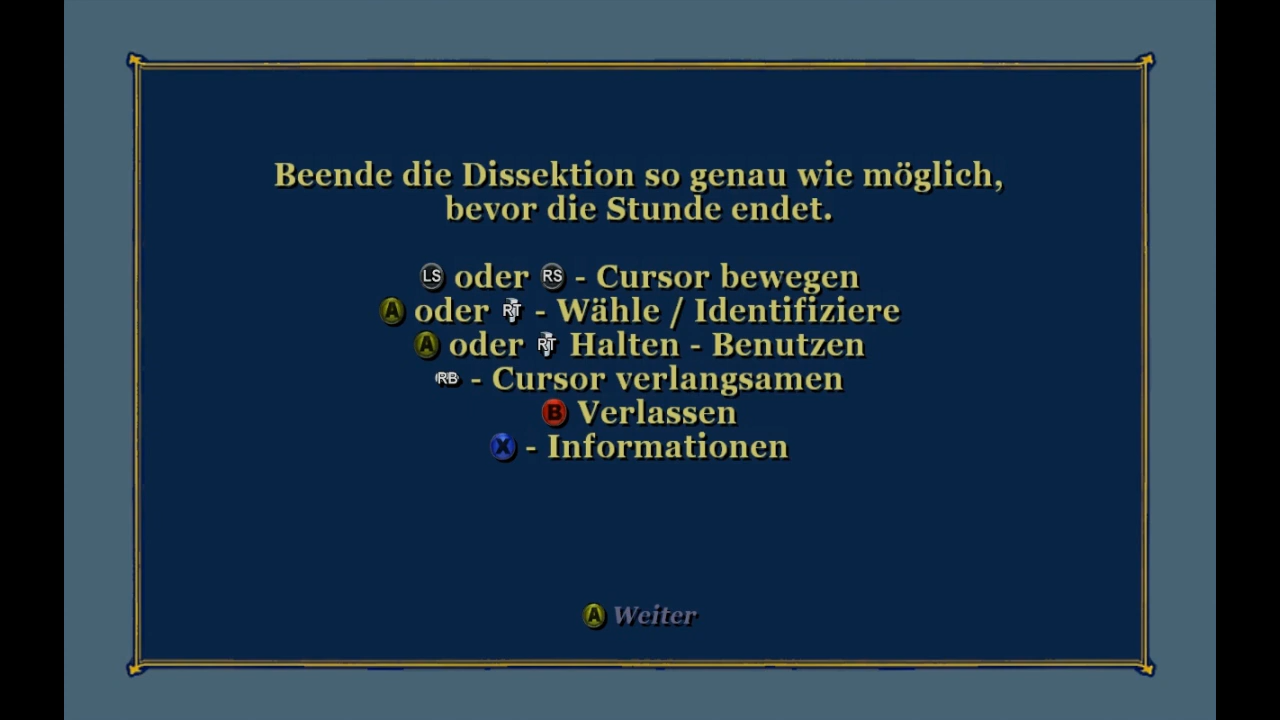 Beende die Dissektion so genau wie möglich,
bevor die Stunde endet.
LS oder RS - Cursor bewegen
A oder RT - Wähle / Identifiziere
A oder RT Halten - Benutzen
RB - Cursor verlangsamen
B Verlassen
X - Informationen
A Weiter